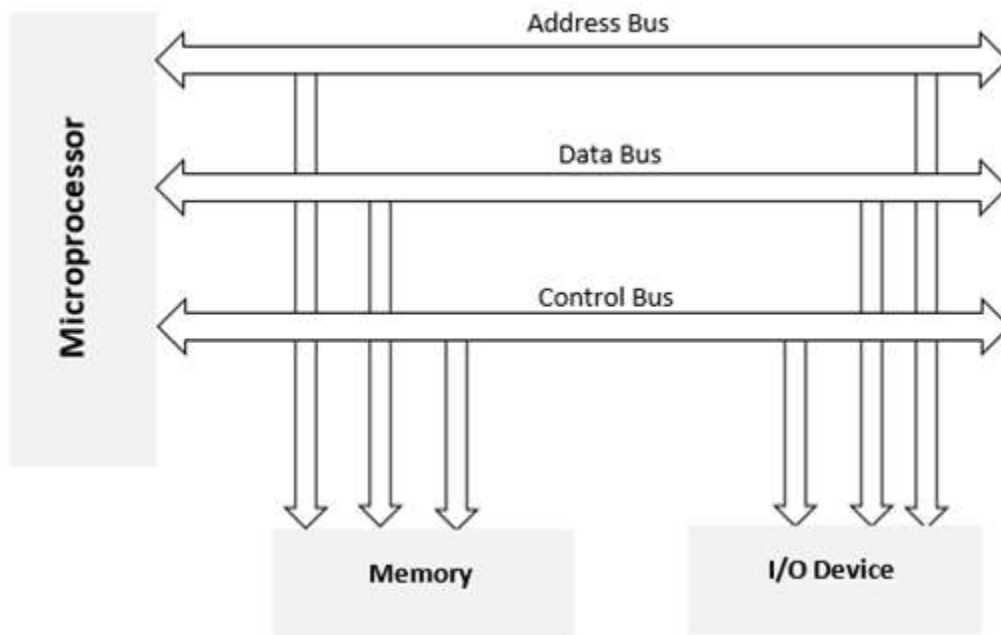 Address Bus
Microprocessor
Data Bus
Control Bus
Memory
I/O Device